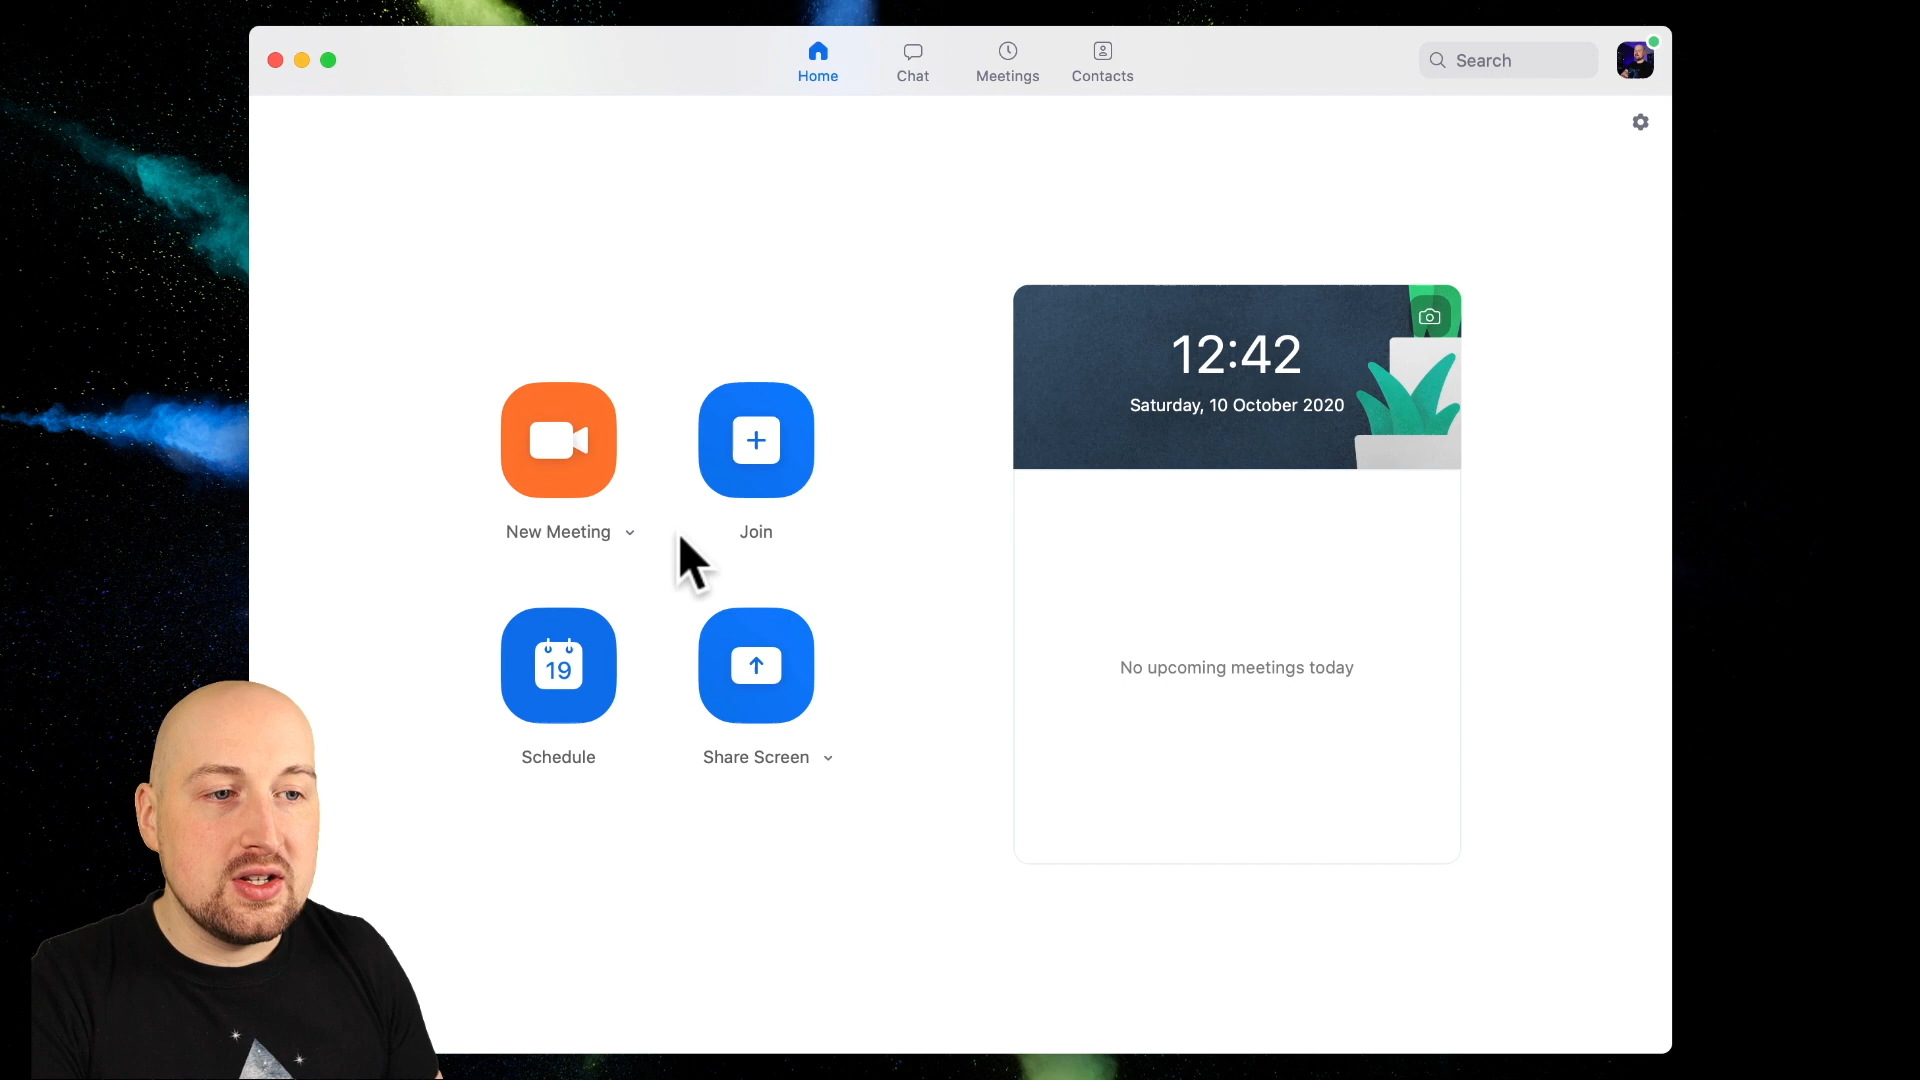 Home
Chat
Meetings
Contacts
Search
12:42
Saturday, 10 October 2020
New Meeting
Join
19
Schedule
Share Screen
No upcoming meetings today